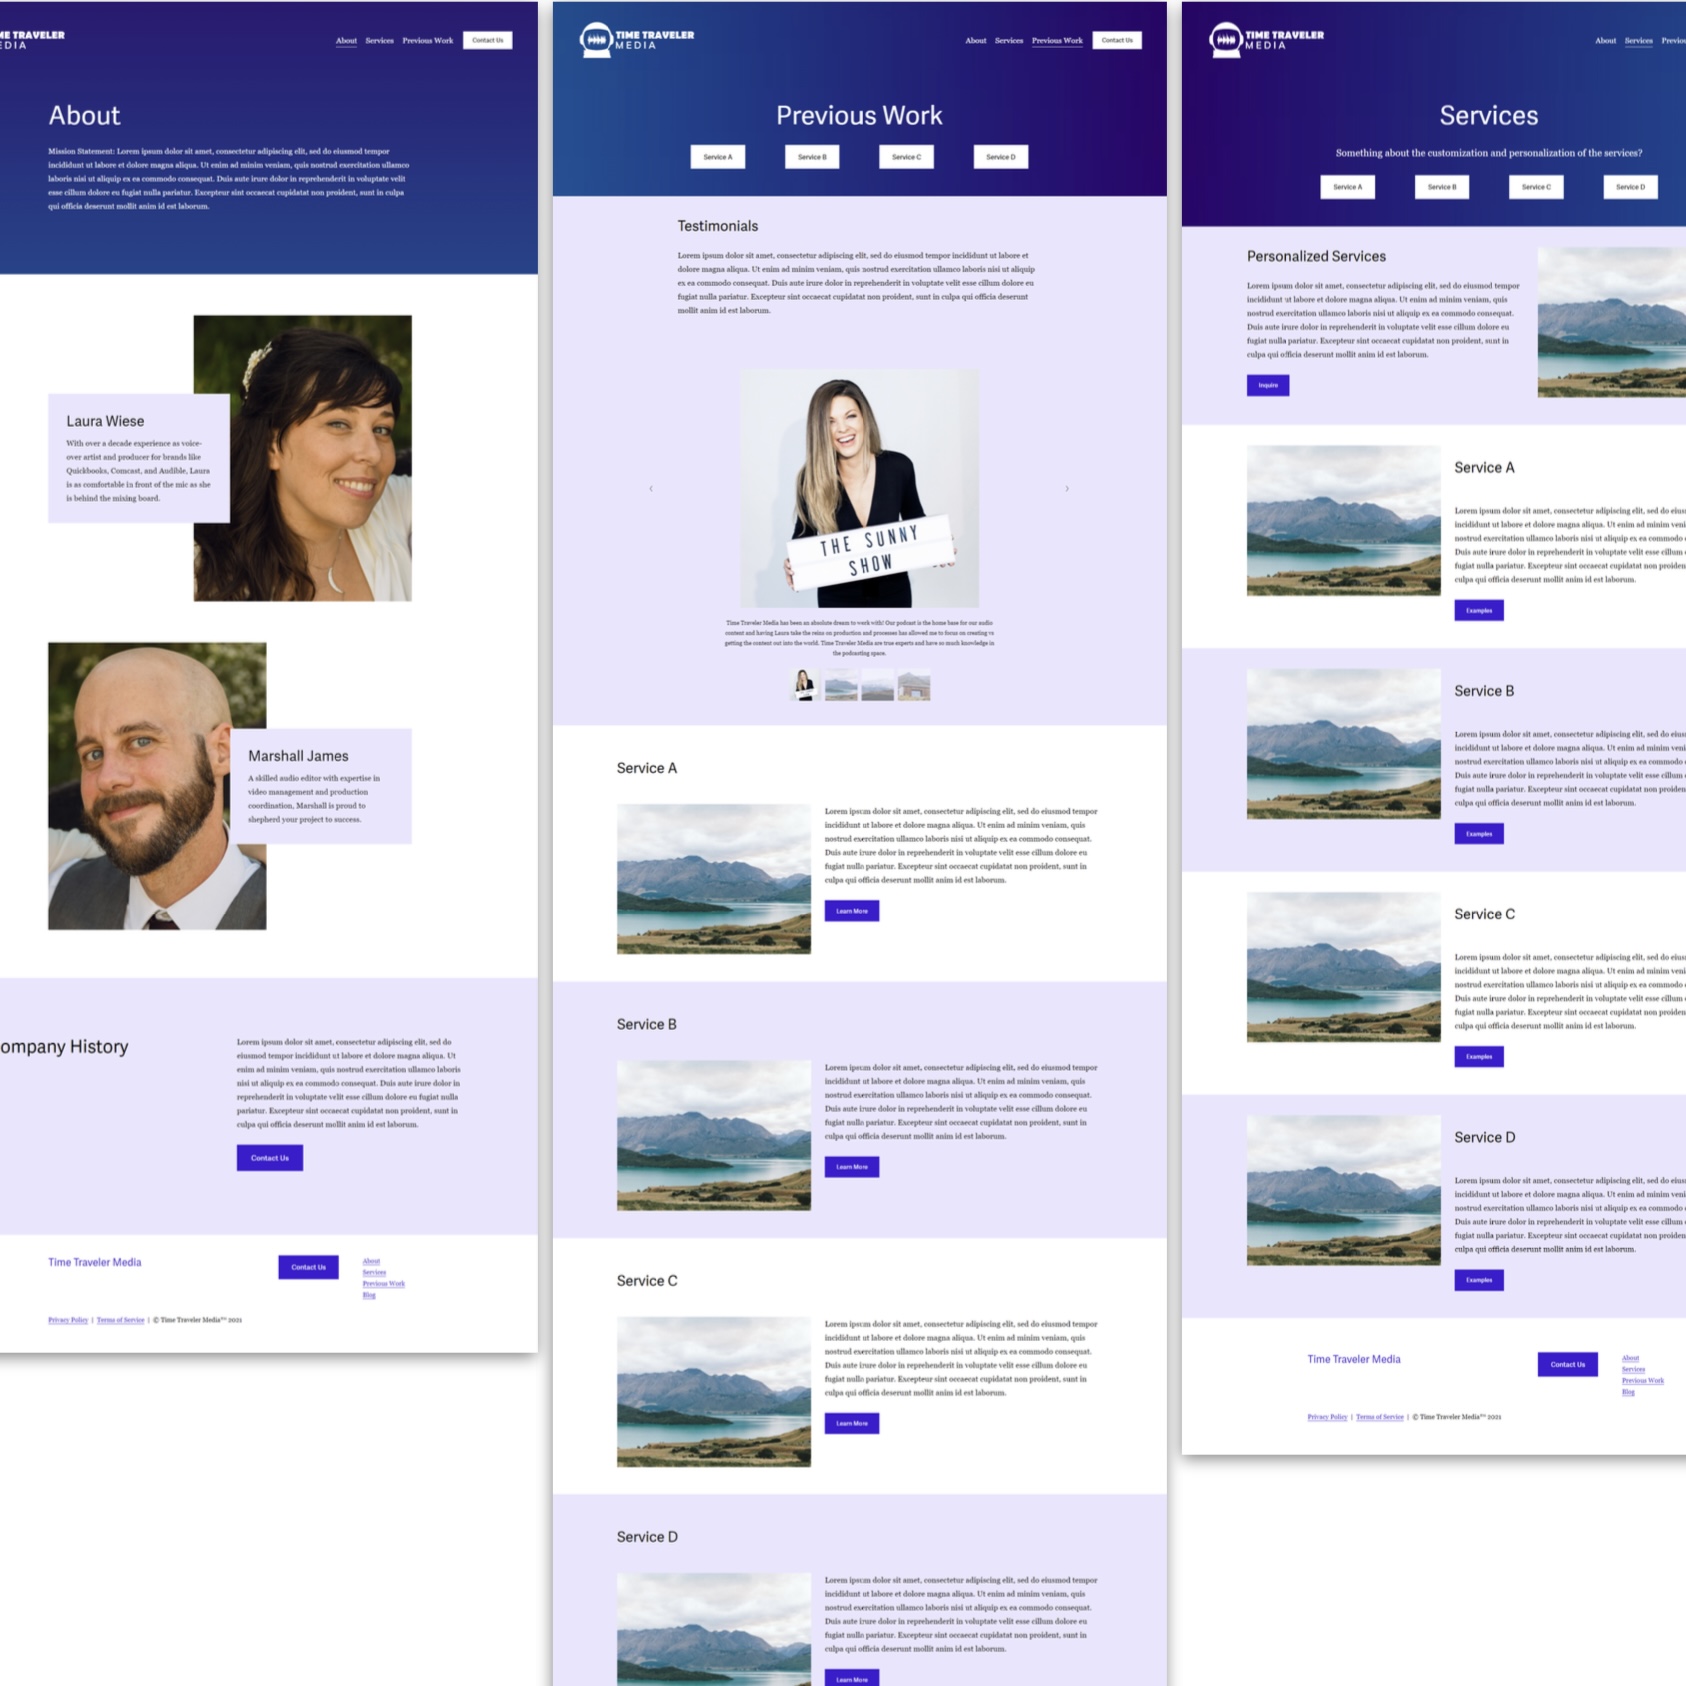 ME TRAVELER
EDIA
About Services Previous Work Contact Us
About
Mission Statement: Lorem ipsum dolor sit amet, consectetur adipiscing elit, sed do eiusmod tempor
incididunt ut labore et dolore magna aliqua. Ut enim ad minim veniam, quis nostrud exercitation ullamco
laboris nisi ut aliquip ex ea commodo consequat. Duis aute irure dolor in reprehenderit in voluptate velit
esse cillum dolore eu fugiat nulla pariatur. Excepteur sint occaecat cupidatat non proident, sunt in culpa
qui officia deserunt mollit anim id est laborum.
Laura Wiese
With over a decade experience as voice-
over artist and producer for brands like
Quickbooks, Comcast, and Audible, Laura
is as comfortable in front of the mic as she
is behind the mixing board.
Marshall James
A skilled audio editor with expertise in
video management and production
coordination, Marshall is proud to
shepherd your project to success.
ompany History
Lorem ipsum dolor sit amet, consectetur adipiscing elit, sed do
eiusmod tempor incididunt ut labore et dolore magna aliqua. Ut
enim ad minim veniam, quis nostrud exercitation ullamco laboris
nisi ut aliquip ex ea commodo consequat. Duis aute irure dolor in
reprehenderit in voluptate velit esse cillum dolore eu fugiat nulla
pariatur. Excepteur sint occaecat cupidatat non proident, sunt in
culpa qui officia deserunt mollit anim id est laborum.
Contact Us
Time Traveler Media
Contact Us
About
Services
Previous Work
Blog
Privacy Policy | Terms of Service | © Time Traveler Media 2021
TIME TRAVELER
MEDIA
About Services Previous Work Contact Us
Previous Work
Service A Service B Service C Service D
Testimonials
Lorem ipsum dolor sit amet, consectetur adipiscing elit, sed do eiusmod tempor incididunt ut labore et
dolore magna aliqua. Ut enim ad minim veniam, quis nostrud exercitation ullamco laboris nisi ut aliquip
ex ea commodo consequat. Duis aute irure dolor in reprehenderit in voluptate velit esse cillum dolore eu
fugiat nulla pariatur. Excepteur sint occaecat cupidatat non proident, sunt in culpa qui officia deserunt
mollit anim id est laborum.
THE SUNNY
SHOW
Time Traveler Media has been an absolute dream to work with! Our podcast is the home base for our audio
content and having Laura take the reins on production and processes has allowed me to focus on creating vs
getting the content out into the world. Time Traveler Media are true experts and have so much knowledge in
the podcasting space.
Service A
Lorem ipsum dolor sit amet, consectetur adipiscing elit, sed do eiusmod tempor
incididunt ut labore et dolore magna aliqua. Ut enim ad minim veniam, quis
nostrud exercitation ullamco laboris nisi ut aliquip ex ea commodo consequat.
Duis aute irure dolor in reprehenderit in voluptate velit esse cillum dolore eu
fugiat nulla pariatur. Excepteur sint occaecat cupidatat non proident, sunt in
culpa qui officia deserunt mollit anim id est laborum.
Learn More
Service B
Lorem ipsum dolor sit amet, consectetur adipiscing elit, sed do eiusmod tempor
incididunt ut labore et dolore magna aliqua. Ut enim ad minim veniam, quis
nostrud exercitation ullamco laboris nisi ut aliquip ex ea commodo consequat.
Duis aute irure dolor in reprehenderit in voluptate velit esse cillum dolore eu
fugiat nulla pariatur. Excepteur sint occaecat cupidatat non proident, sunt in
culpa qui officia deserunt mollit anim id est laborum.
Learn More
Service C
Lorem ipsum dolor sit amet, consectetur adipiscing elit, sed do eiusmod tempor
incididunt ut labore et dolore magna aliqua. Ut enim ad minim veniam, quis
nostrud exercitation ullamco laboris nisi ut aliquip ex ea commodo consequat.
Duis aute irure dolor in reprehenderit in voluptate velit esse cillum dolore eu
fugiat nulla pariatur. Excepteur sint occaecat cupidatat non proident, sunt in
culpa qui officia deserunt mollit anim id est laborum.
Learn More
Service D
Lorem ipsum dolor sit amet, consectetur adipiscing elit, sed do eiusmod tempor
incididunt ut labore et dolore magna aliqua. Ut enim ad minim veniam, quis
nostrud exercitation ullamco laboris nisi ut aliquip ex ea commodo consequat.
Duis aute irure dolor in reprehenderit in voluptate velit esse cillum dolore eu
fugiat nulla pariatur. Excepteur sint occaecat cupidatat non proident, sunt in
culpa qui officia deserunt mollit anim id est laborum.
Learn More
TIME TRAVELER
MEDIA
About Services Previou
Services
Something about the customization and personalization of the services?
Service A Service B Service C Service D
Personalized Services
Lorem ipsum dolor sit amet, consectetur adipiscing elit, sed do eiusmod tempor
incididunt ut labore et dolore magna aliqua. Ut enim ad minim veniam, quis
nostrud exercitation ullamco laboris nisi ut aliquip ex ea commodo consequat.
Duis aute irure dolor in reprehenderit in voluptate velit esse cillum dolore eu
fugiat nulla pariatur. Excepteur sint occaecat cupidatat non proident, sunt in
culpa qui officia deserunt mollit anim id est laborum.
Inquire
Service A
Lorem ipsum dolor sit amet, consectetur adipiscing elit, sed do eius
incididunt ut labore et dolore magna aliqua. Ut enim ad minim veni
nostrud exercitation ullamco laboris nisi ut aliquip ex ea commodo c
Duis aute irure dolor in reprehenderit in voluptate velit esse cillum
fugiat nulla pariatur. Excepteur sint occaecat cupidatat non proiden
culpa qui officia deserunt mollit anim id est laborum.
Examples
Service B
Lorem ipsum dolor sit amet, consectetur adipiscing elit, sed do eius
incididunt ut labore et dolore magna aliqua. Ut enim ad minim veni
nostrud exercitation ullamco laboris nisi ut aliquip ex ea commodo c
Duis aute irure dolor in reprehenderit in voluptate velit esse cillum
fugiat nulla pariatur. Excepteur sint occaecat cupidatat non proiden
culpa qui officia deserunt mollit anim id est laborum.
Examples
Service C
Lorem ipsum dolor sit amet, consectetur adipiscing elit, sed do eius
incididunt ut labore et dolore magna aliqua. Ut enim ad minim veni
nostrud exercitation ullamco laboris nisi ut aliquip ex ea commodo c
Duis aute irure dolor in reprehenderit in voluptate velit esse cillum
fugiat nulla pariatur. Excepteur sint occaecat cupidatat non proiden
culpa qui officia deserunt mollit anim id est laborum.
Examples
Service D
Lorem ipsum dolor sit amet, consectetur adipiscing elit, sed do eius
incididunt ut labore et dolore magna aliqua. Ut enim ad minim veni
nostrud exercitation ullamco laboris nisi ut aliquip ex ea commodo c
Duis aute irure dolor in reprehenderit in voluptate velit esse cillum
fugiat nulla pariatur. Excepteur sint occaecat cupidatat non proiden
culpa qui officia deserunt mollit anim id est laborum.
Examples
Time Traveler Media
Contact Us
About
Services
Previous Work
Blog
Privacy Policy | Terms of Service | © Time Traveler Media 2021